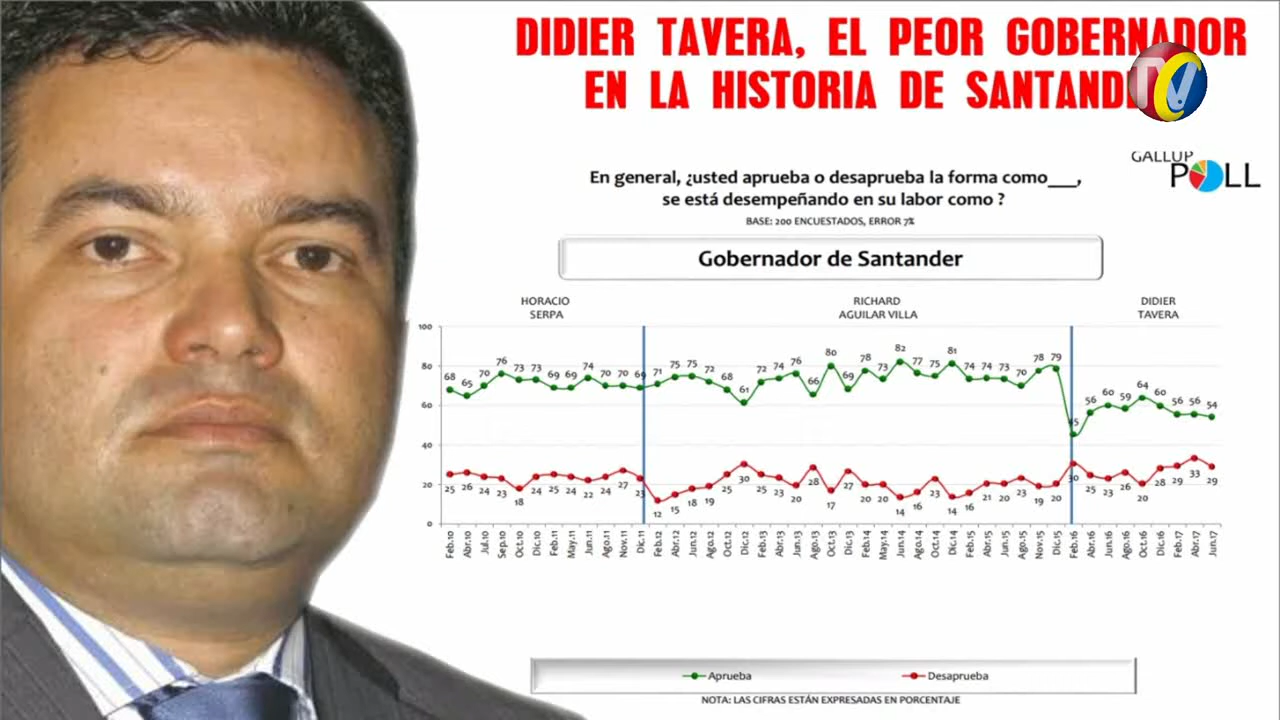 DIDIER TAVERA, EL PEOR GOBERNADOR
EN LA HISTORIA DE SANTANDER
TVC
GALLUP
POLL
En general, ¿usted aprueba o desaprueba la forma como___,
se está desempeñando en su labor como ?
BASE: 200 ENCUESTADOS, ERROR 7%
Gobernador de Santander
HORACIO
SERPA
RICHARD
AGUILAR VILLA
DIDIER
TAVERA
100
80
60
40
20
0
68 65 70 76 73 73 69 69 74 70 70 69 71 75 75 72 68 61 72 74 76 66 80 69 78 73 82 77 75 81 74 74 73 70 78 79 45 56 60 59 64 60 56 56 54
25 26 24 23 18 24 25 24 22 24 27 23 12 15 18 19 25 30 25 23 20 28 17 27 20 20 14 16 23 14 16 21 20 23 19 20 30 25 23 26 20 28 29 33 29
Feb.10 Abr.10 Jul.10 Sep.10 Oct.10 Dic.10 Feb.11 May.11 Jun.11 Ago.11 Nov.11 Dic.11 Feb.12 Abr.12 Jun.12 Ago.12 Oct.12 Dic.12 Feb.13 Abr.13 Jun.13 Ago.13 Oct.13 Dic.13 Feb.14 May.14 Jun.14 Ago.14 Oct.14 Dic.14 Feb.15 Abr.15 Jun.15 Ago.15 Nov.15 Dic.15 Feb.16 Abr.16 Jun.16 Ago.16 Oct.16 Dic.16 Feb.17 Abr.17 Jun.17
Aprueba
Desaprueba
NOTA: LAS CIFRAS ESTÁN EXPRESADAS EN PORCENTAJE